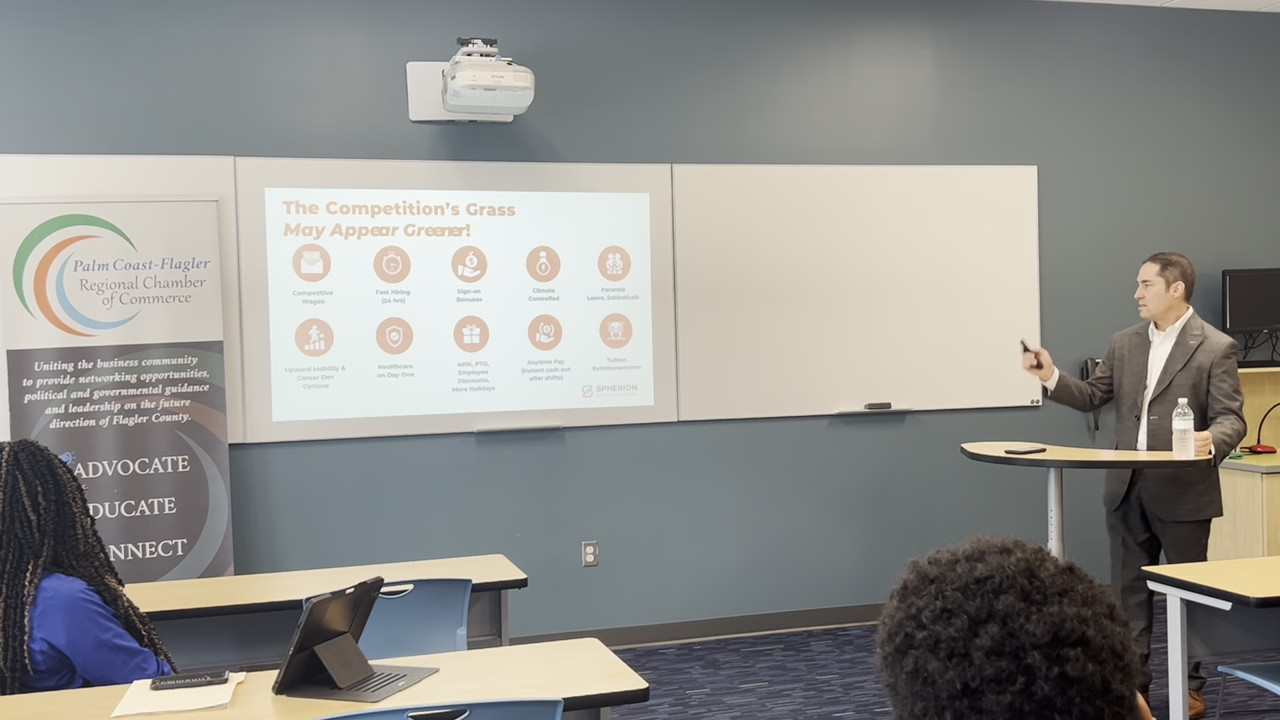 Palm Coast-Flagler
Regional Chamber
of Commerce
Uniting the business community
to provide networking opportunities,
political and governmental guidance
and leadership on the future
direction of Flagler County.
ADVOCATE
DUCATE
NNECT
The Competition's Grass
May Appear Greener!
Competitive
Wages
Fast Hiring
(24 hrs)
Sign-on
Bonuses
Climate
Controlled
Parental
Leave, Sabbaticals
Upward Mobility &
Career Dev
Options
Healthcare
on Day One
401K, PTO,
Employee
Discounts,
More Holidays
Anytime Pay
(Instant cash out
after shifts)
Tuition
Reimbursement
SPHERION